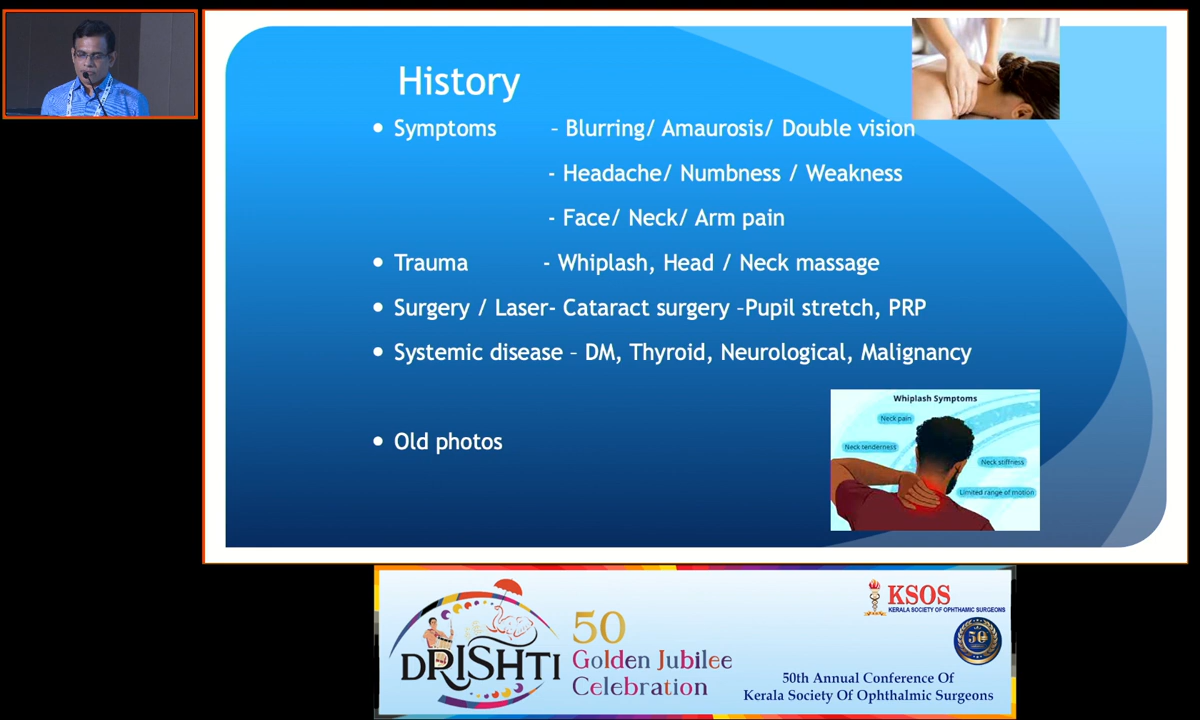 History
• Symptoms – Blurring/ Amaurosis/ Double vision
- Headache/ Numbness / Weakness
- Face/ Neck/ Arm pain
• Trauma - Whiplash, Head / Neck massage
• Surgery / Laser- Cataract surgery –Pupil stretch, PRP
• Systemic disease – DM, Thyroid, Neurological, Malignancy
• Old photos
Whiplash Symptoms
Neck pain
Neck tenderness
Neck stiffness
Limited range of motion
DRISHTI
50
Golden Jubilee
Celebration
KSOS
KERALA SOCIETY OF OPHTHAMIC SURGEONS
50
50th Annual Conference Of
Kerala Society Of Ophthalmic Surgeons